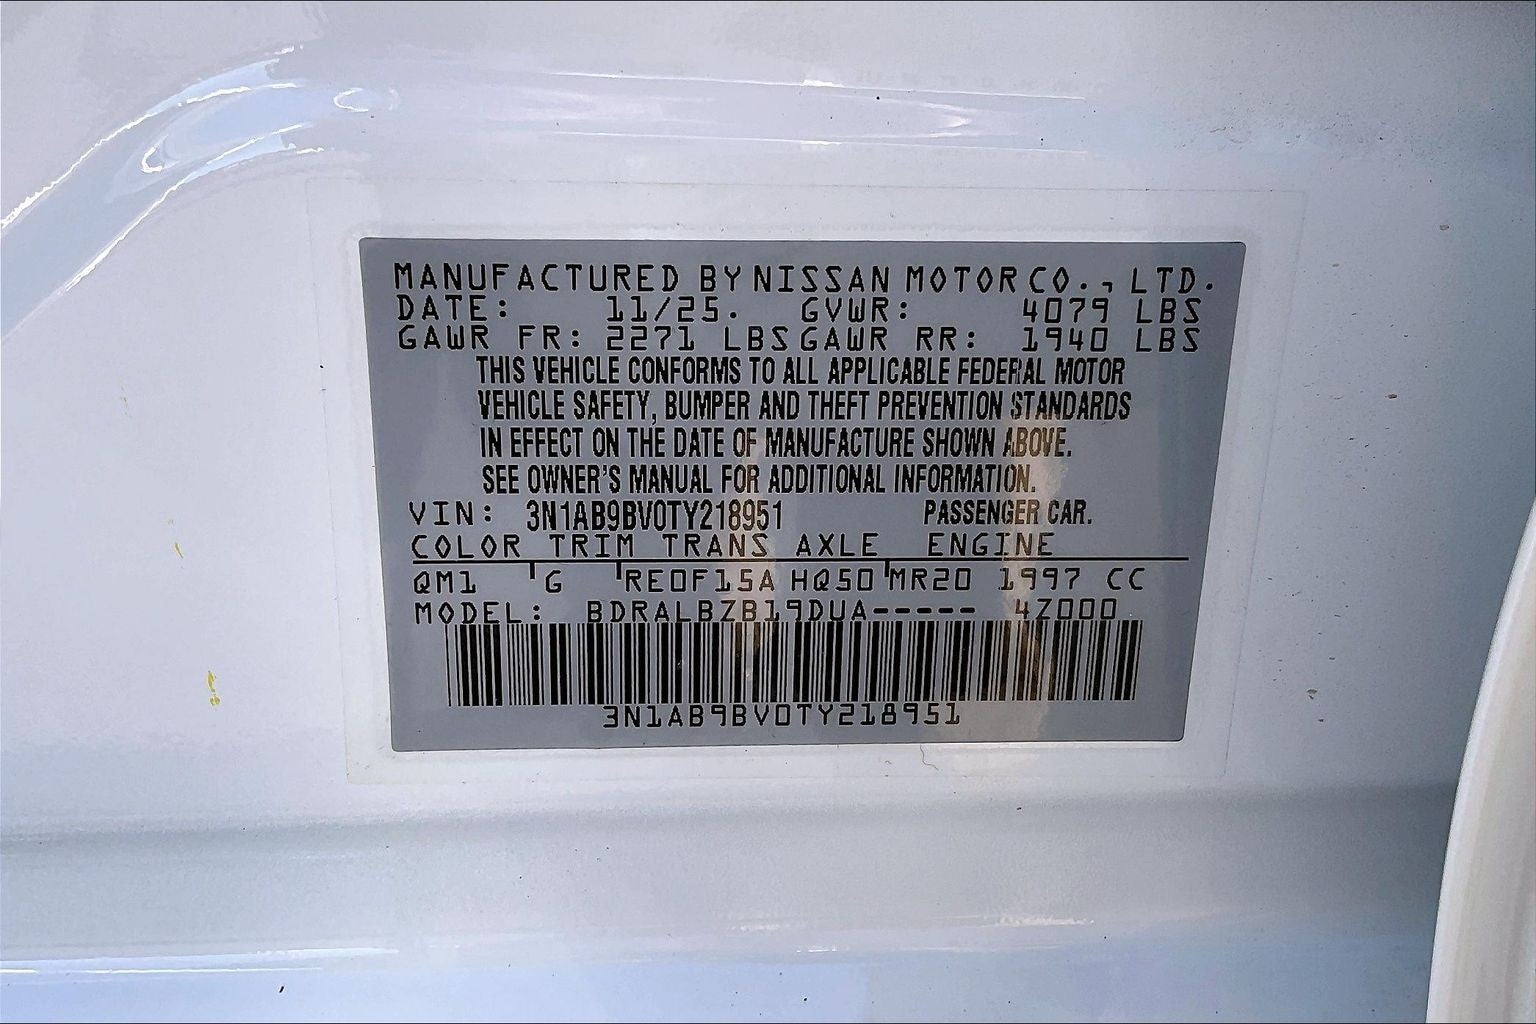 MANUFACTURED BY NISSAN MOTOR CO., LTD.
DATE: 11/25. GVWR: 4079 LBS
GAWR FR: 2271 LBS GAWR RR: 1940 LBS
THIS VEHICLE CONFORMS TO ALL APPLICABLE FEDERAL MOTOR
VEHICLE SAFETY, BUMPER AND THEFT PREVENTION STANDARDS
IN EFFECT ON THE DATE OF MANUFACTURE SHOWN ABOVE.
SEE OWNER'S MANUAL FOR ADDITIONAL INFORMATION.
VIN: 3N1AB9BV0TY218951 PASSENGER CAR.
COLOR TRIM TRANS AXLE ENGINE
QM1 G RE0F15A HQ50 MR20 1997 CC
MODEL: BDRALBZB19DUA----- 4Z000
3N1AB9BV0TY218951